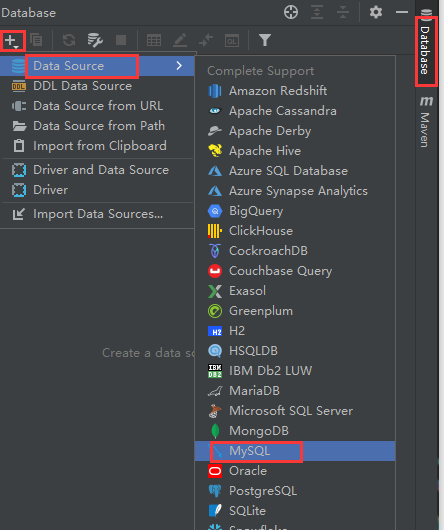 Database
Data Source
DDL Data Source
Data Source from URL
Data Source from Path
Import from Clipboard
Driver and Data Source
Driver
Import Data Sources...
Create a data so
Complete Support
Amazon Redshift
Apache Cassandra
Apache Derby
Apache Hive
Azure SQL Database
Azure Synapse Analytics
BigQuery
ClickHouse
CockroachDB
Couchbase Query
Exasol
Greenplum
H2
HSQLDB
IBM Db2 LUW
MariaDB
Microsoft SQL Server
MongoDB
MySQL
Oracle
PostgreSQL
SQLite
Snowflake
Database
Maven